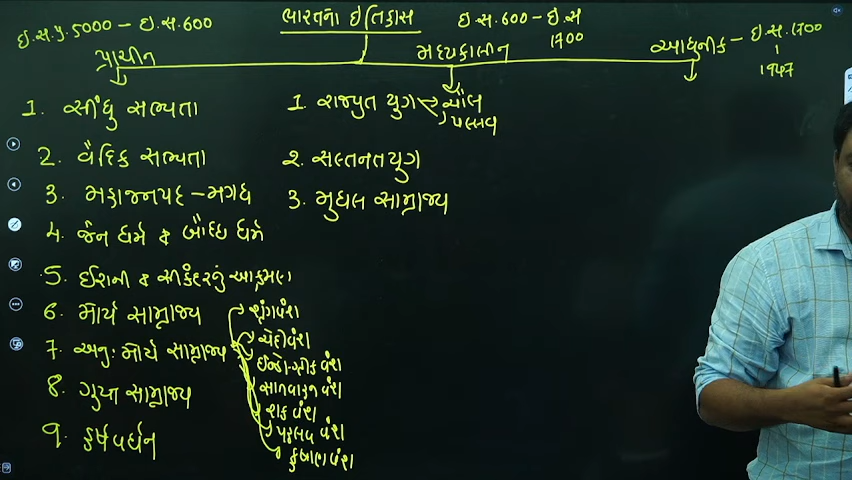 ભારતનો ઈતિહાસ
ઇ.સ.પૂ.5000 – ઇ.સ.600
ઇ.સ.600 – ઇ.સ
1700
ઇ.સ.1700
1947
પ્રાચીન
મધ્યકાલીન
આધુનીક –
1. સીંધુ સભ્યતા
2. વૈદિક સભ્યતા
3. મહાજનપદ – મગધ
4. જૈન ધર્મ & બૌદ્ધ ધર્મ
5. ઈરાની & સીકંદરનું આક્રમણ
6. મૌર્ય સામ્રાજ્ય
7. અનુ: મૌર્ય સામ્રાજ્ય
શૃંગવંશ
ચેદીવંશ
ઈન્ડો-ગ્રીક વંશ
સાતવાહન વંશ
શક વંશ
પહલવ વંશ
કુષાણ વંશ
8. ગુપ્ત સામ્રાજ્ય
9. હર્ષવર્ધન
1. રાજપુત યુગ
ચૌલ
પલ્લવ
2. સલ્તનત યુગ
3. મુઘલ સામ્રાજ્ય